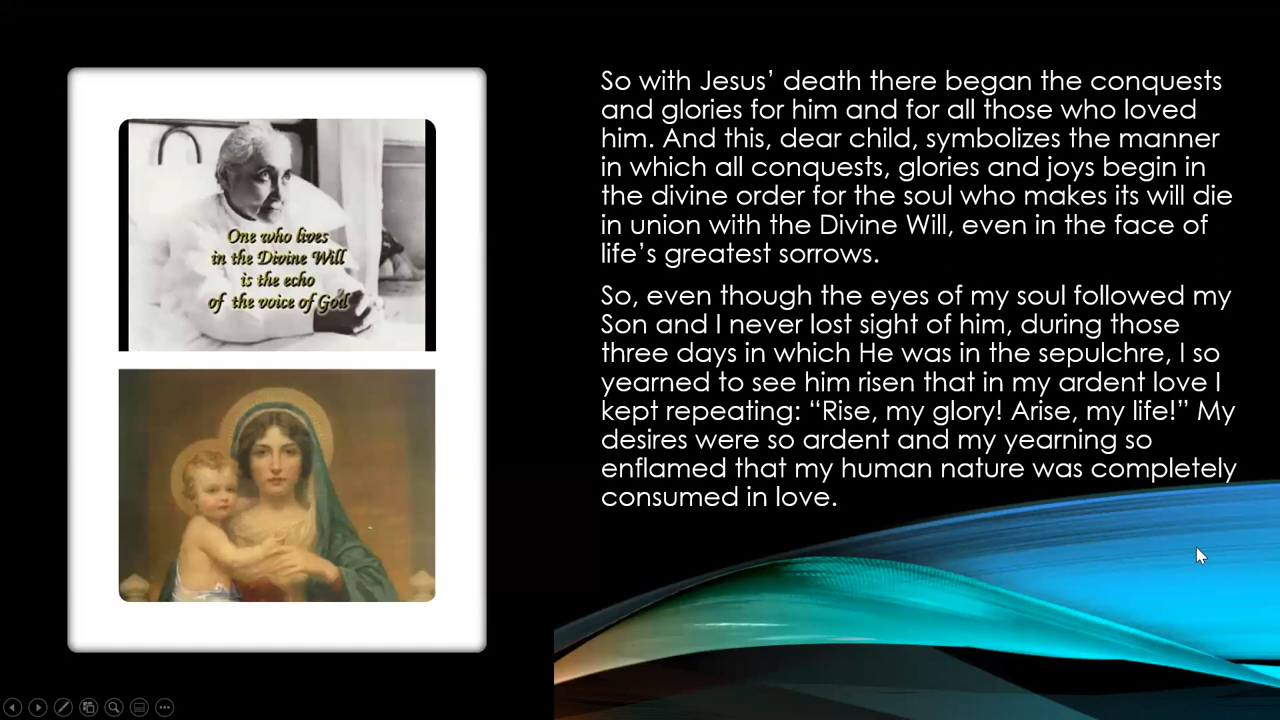 One who lives
in the Divine Will
is the echo
of the voice of God
So with Jesus’ death there began the conquests
and glories for him and for all those who loved
him. And this, dear child, symbolizes the manner
in which all conquests, glories and joys begin in
the divine order for the soul who makes its will die
in union with the Divine Will, even in the face of
life’s greatest sorrows.
So, even though the eyes of my soul followed my
Son and I never lost sight of him, during those
three days in which He was in the sepulchre, I so
yearned to see him risen that in my ardent love I
kept repeating: “Rise, my glory! Arise, my life!” My
desires were so ardent and my yearning so
enflamed that my human nature was completely
consumed in love.